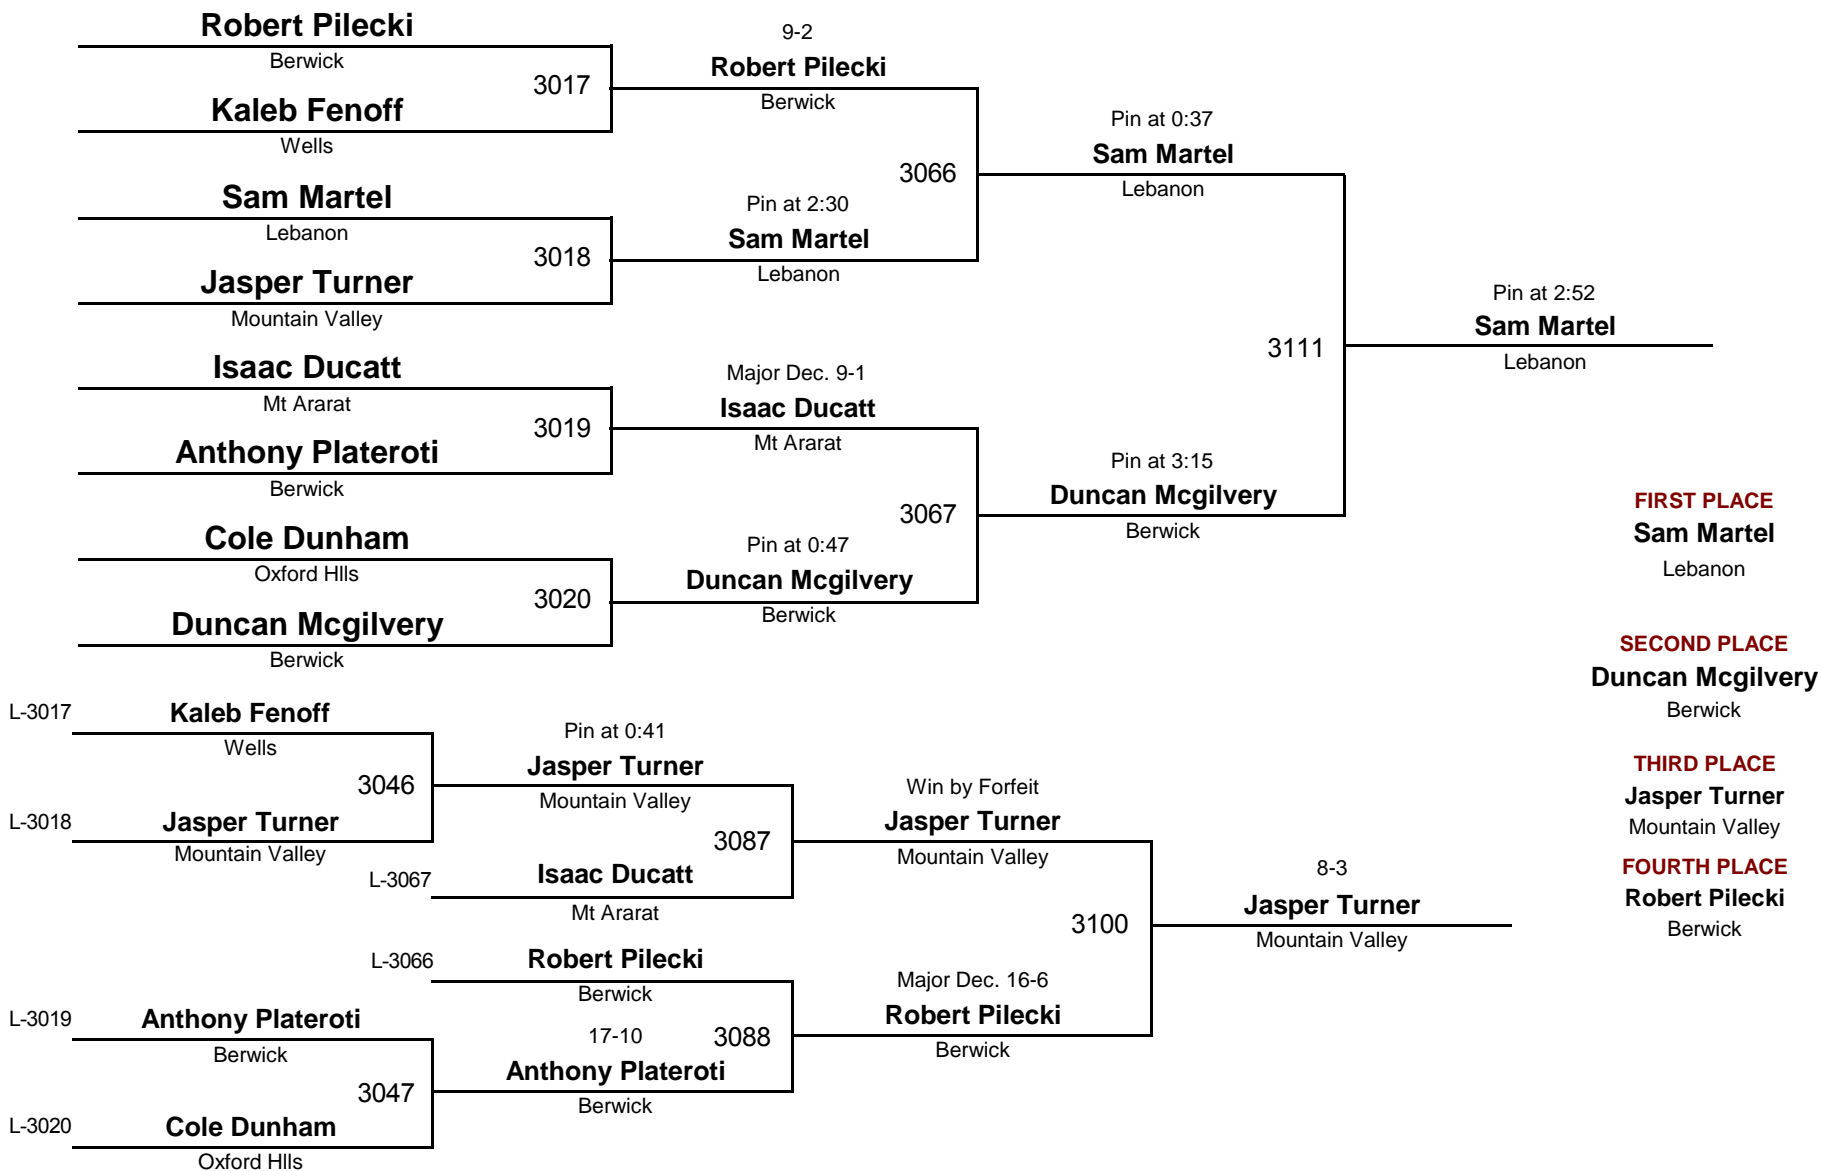 Robert Pilecki
Berwick
3017
Kaleb Fenoff
Wells
Sam Martel
Lebanon
3018
Jasper Turner
Mountain Valley
Isaac Ducatt
Mt Ararat
3019
Anthony Plateroti
Berwick
Cole Dunham
Oxford Hlls
3020
Duncan Mcgilvery
Berwick
9-2
Robert Pilecki
Berwick
3066
Pin at 2:30
Sam Martel
Lebanon
Major Dec. 9-1
Isaac Ducatt
Mt Ararat
3067
Pin at 0:47
Duncan Mcgilvery
Berwick
Pin at 0:37
Sam Martel
Lebanon
3111
Pin at 3:15
Duncan Mcgilvery
Berwick
Pin at 2:52
Sam Martel
Lebanon
FIRST PLACE
Sam Martel
Lebanon
SECOND PLACE
Duncan Mcgilvery
Berwick
THIRD PLACE
Jasper Turner
Mountain Valley
FOURTH PLACE
Robert Pilecki
Berwick
L-3017
Kaleb Fenoff
Wells
3046
L-3018
Jasper Turner
Mountain Valley
Pin at 0:41
Jasper Turner
Mountain Valley
3087
L-3067
Isaac Ducatt
Mt Ararat
L-3066
Robert Pilecki
Berwick
3088
17-10
Anthony Plateroti
Berwick
L-3019
Anthony Plateroti
Berwick
3047
L-3020
Cole Dunham
Oxford Hlls
Win by Forfeit
Jasper Turner
Mountain Valley
3100
Major Dec. 16-6
Robert Pilecki
Berwick
8-3
Jasper Turner
Mountain Valley